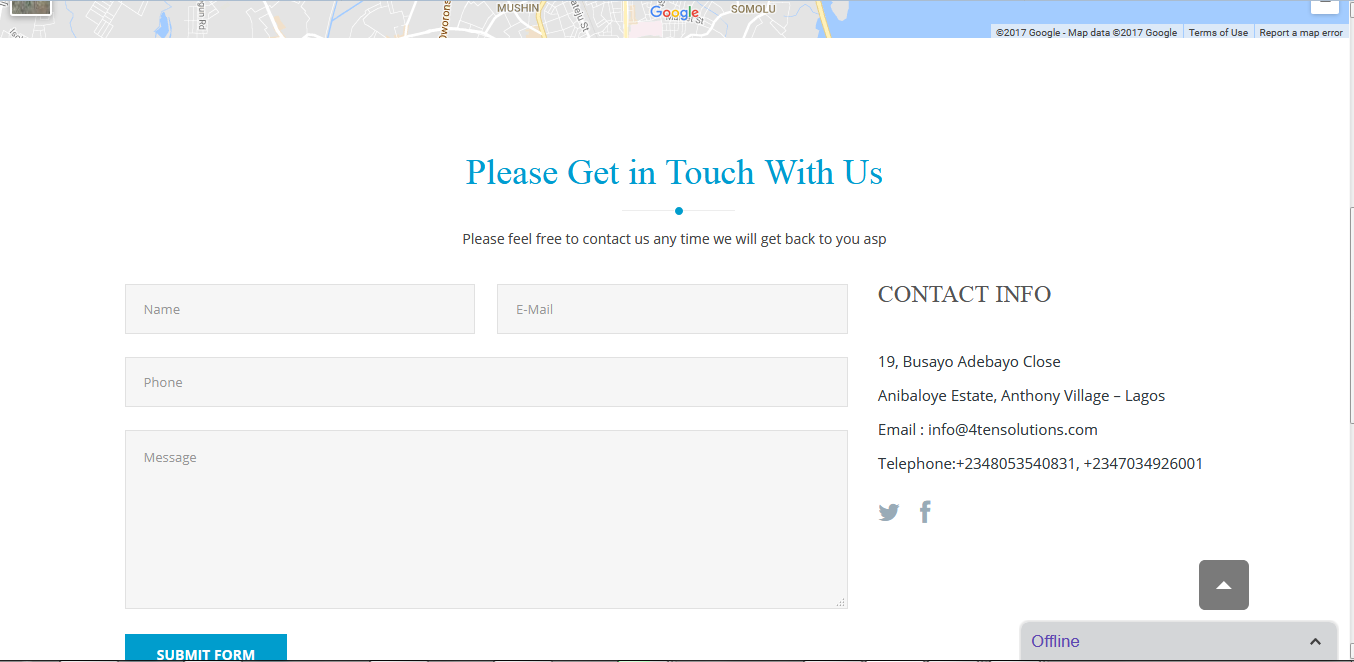 MUSHIN
Google
SOMOLU
©2017 Google - Map data ©2017 Google
Terms of Use
Report a map error
Please Get in Touch With Us
Please feel free to contact us any time we will get back to you asp
Name
E-Mail
CONTACT INFO
Phone
19, Busayo Adebayo Close
Anibaloye Estate, Anthony Village – Lagos
Email : info@4tensolutions.com
Message
Telephone:+2348053540831, +2347034926001
SUBMIT FORM
Offline